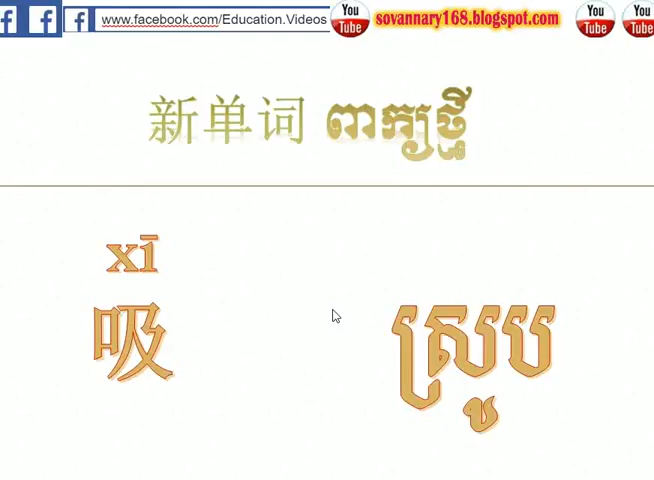 www.facebook.com/Education.Videos You Tube sovannary168.blogspot.com You Tube You Tube
新单词 ពាក្យថ្មី
xī
吸 ស្រូប